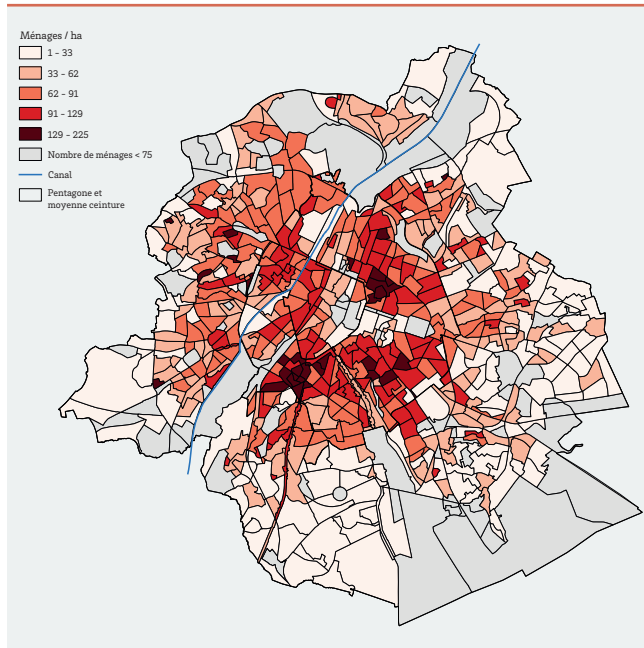 Ménages / ha
1 – 33
33 – 62
62 – 91
91 – 129
129 – 225
Nombre de ménages < 75
Canal
Pentagone et
moyenne ceinture